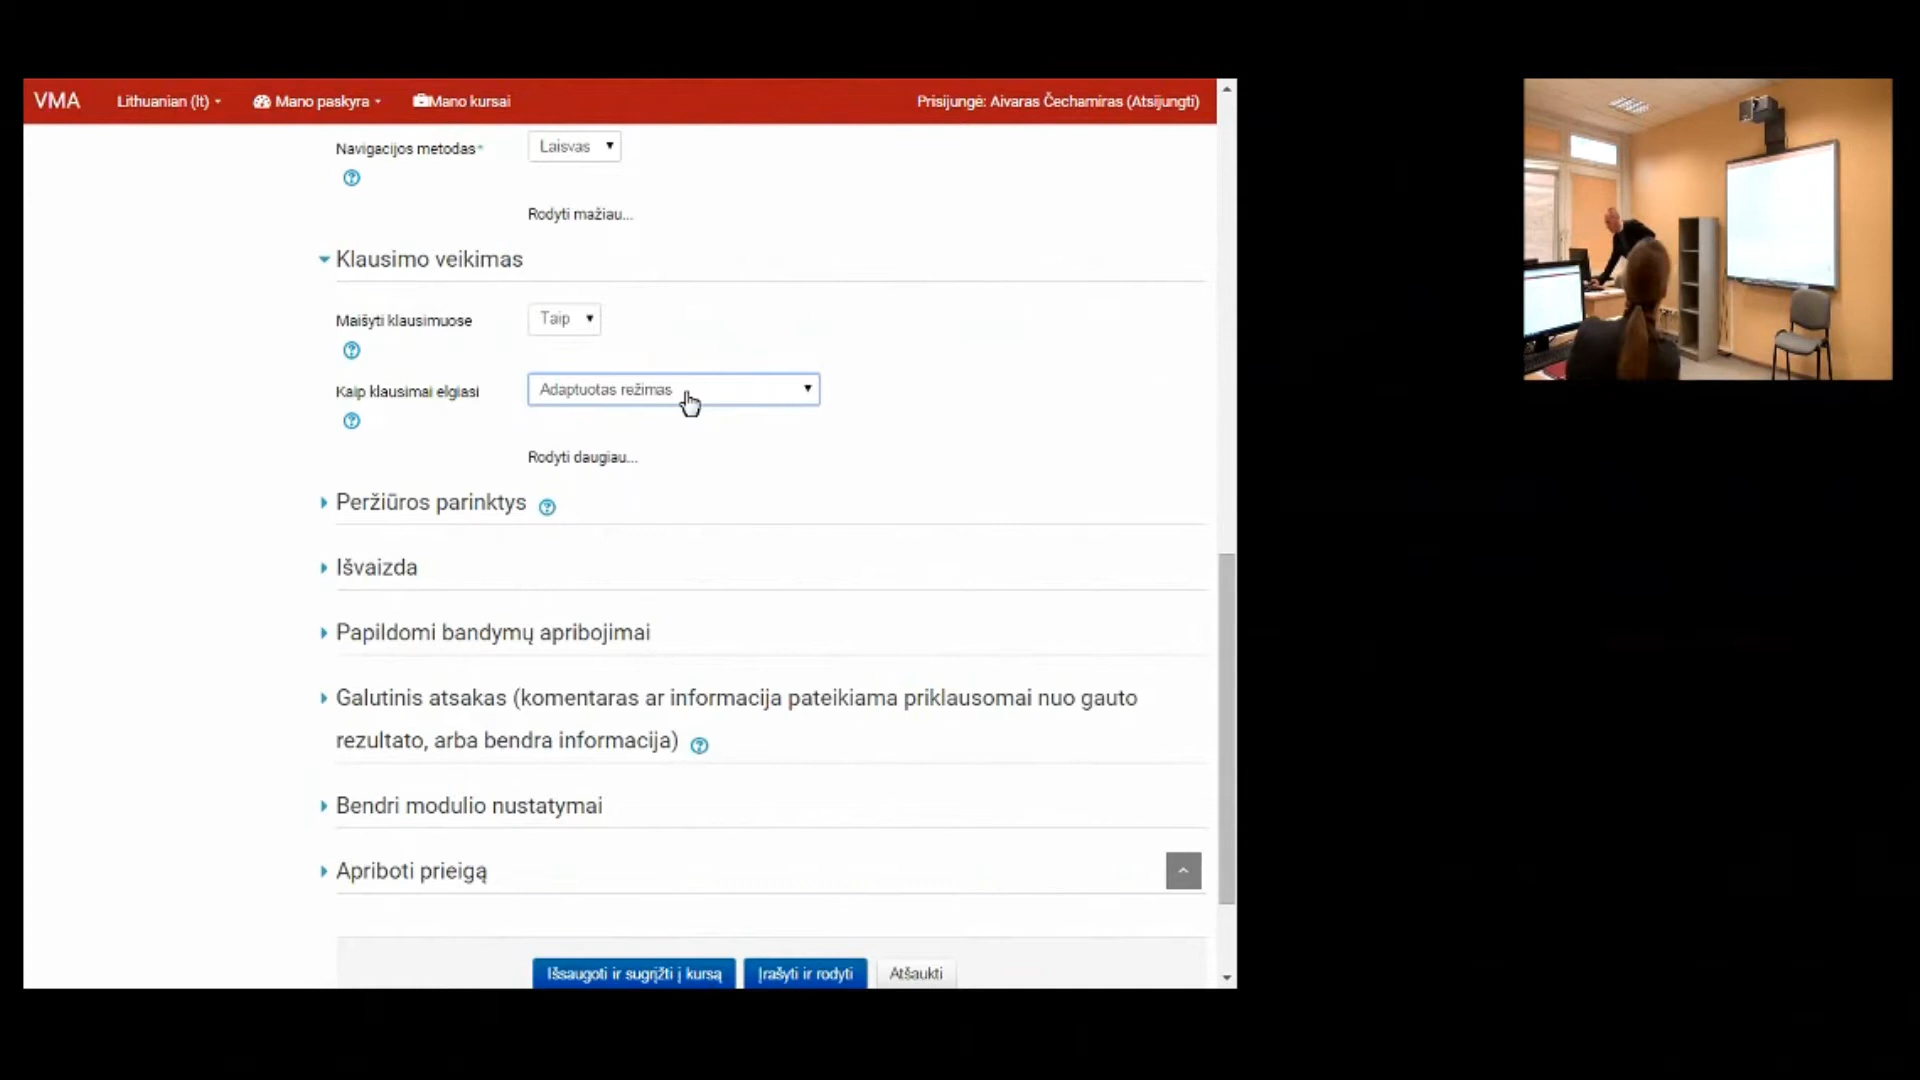 VMA Lithuanian (lt) Mano paskyra Mano kursai Prisijungė: Aivaras Čechamiras (Atsijungti)
Navigacijos metodas* Laisvas
Rodyti mažiau...
Klausimo veikimas
Maišyti klausimuose Taip
Kaip klausimai elgiasi Adaptuotas režimas
Rodyti daugiau...
Peržiūros parinktys
Išvaizda
Papildomi bandymų apribojimai
Galutinis atsakas (komentaras ar informacija pateikiama priklausomai nuo gauto
rezultato, arba bendra informacija)
Bendri modulio nustatymai
Apriboti prieigą
Išsaugoti ir sugrįžti į kursą Įrašyti ir rodyti Atšaukti